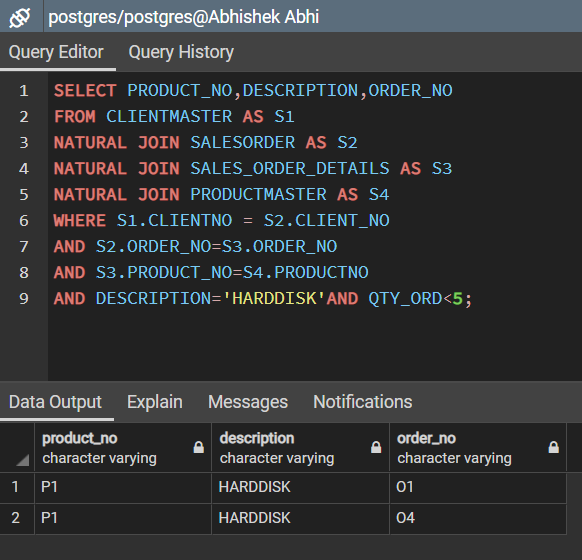 postgres/postgres@Abhishek Abhi
Query Editor Query History
1 SELECT PRODUCT_NO,DESCRIPTION,ORDER_NO
2 FROM CLIENTMASTER AS S1
3 NATURAL JOIN SALESORDER AS S2
4 NATURAL JOIN SALES_ORDER_DETAILS AS S3
5 NATURAL JOIN PRODUCTMASTER AS S4
6 WHERE S1.CLIENTNO = S2.CLIENT_NO
7 AND S2.ORDER_NO=S3.ORDER_NO
8 AND S3.PRODUCT_NO=S4.PRODUCTNO
9 AND DESCRIPTION='HARDDISK'AND QTY_ORD<5;
Data Output Explain Messages Notifications
product_no description order_no
character varying character varying character varying
1 P1 HARDDISK O1
2 P1 HARDDISK O4